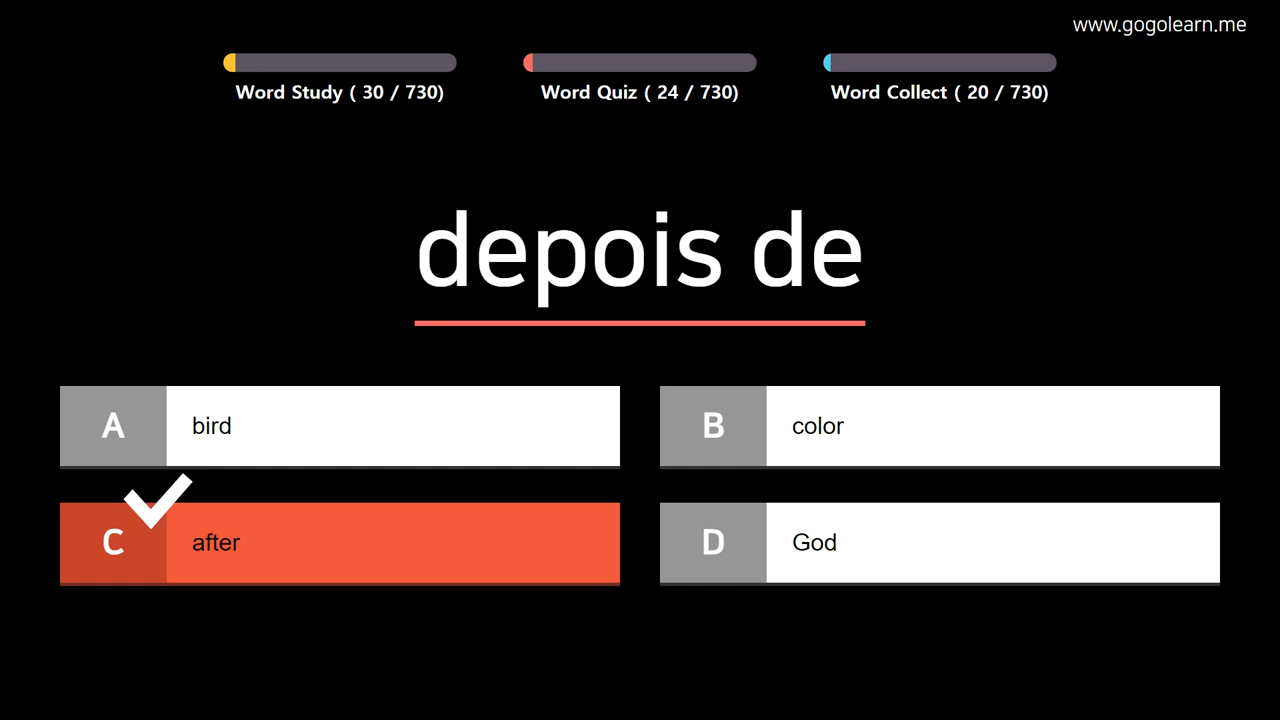 www.gogolearn.me
Word Study ( 30 / 730)
Word Quiz ( 24 / 730)
Word Collect ( 20 / 730)
depois de
A bird
B color
C after
D God